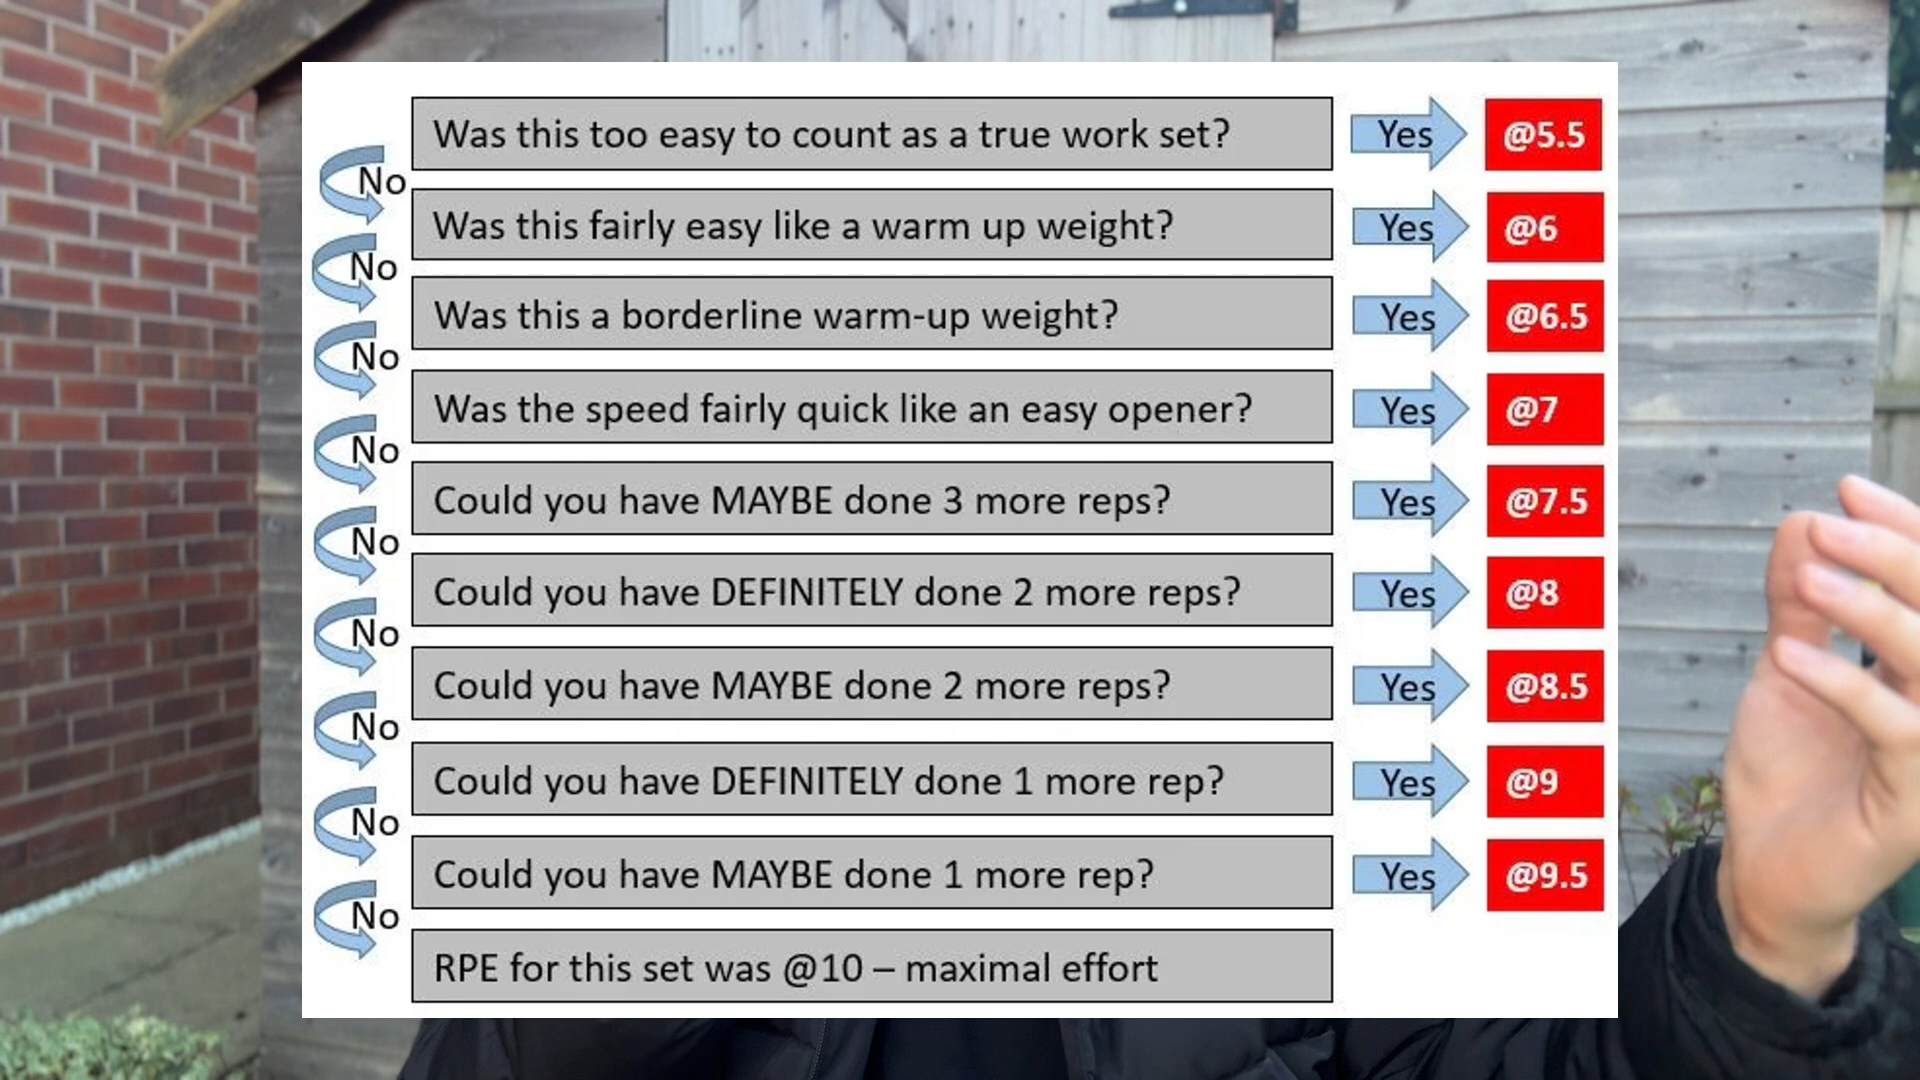 Was this too easy to count as a true work set? Yes @5.5
No
Was this fairly easy like a warm up weight? Yes @6
No
Was this a borderline warm-up weight? Yes @6.5
No
Was the speed fairly quick like an easy opener? Yes @7
No
Could you have MAYBE done 3 more reps? Yes @7.5
No
Could you have DEFINITELY done 2 more reps? Yes @8
No
Could you have MAYBE done 2 more reps? Yes @8.5
No
Could you have DEFINITELY done 1 more rep? Yes @9
No
Could you have MAYBE done 1 more rep? Yes @9.5
No
RPE for this set was @10 – maximal effort